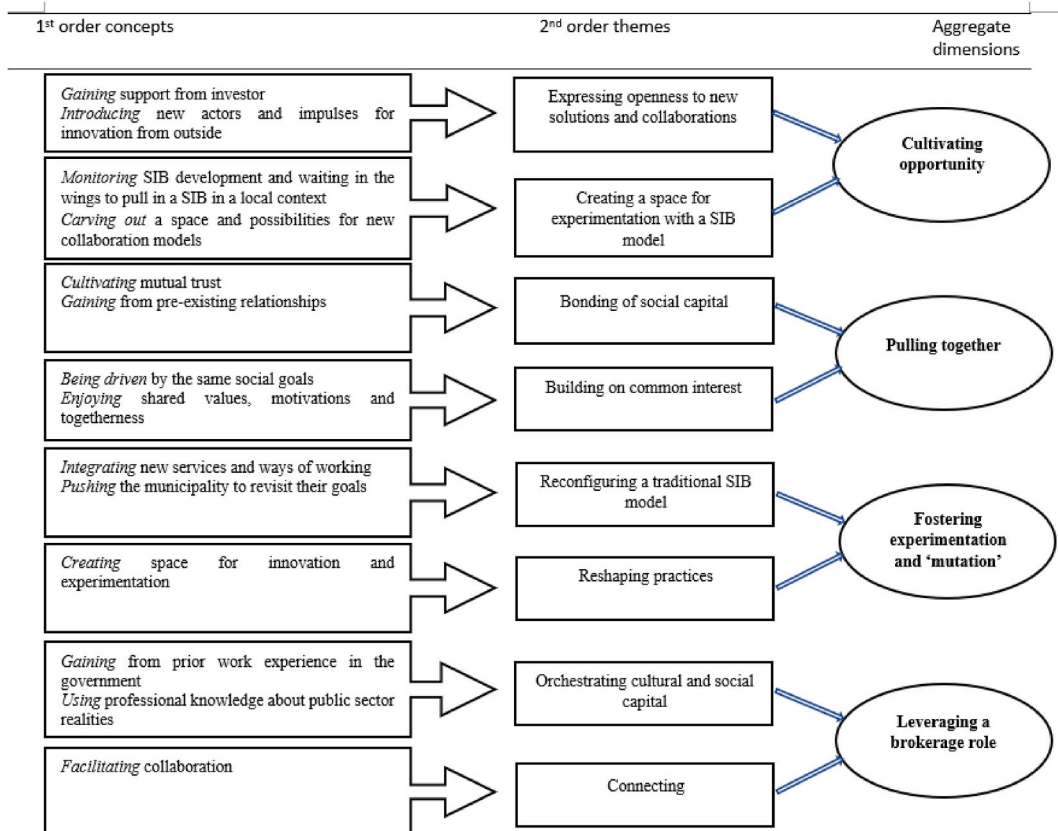 1st order concepts
2nd order themes
Aggregate
dimensions
Gaining support from investor
Introducing new actors and impulses for
innovation from outside
Expressing openness to new
solutions and collaborations
Cultivating
opportunity
Monitoring SIB development and waiting in the
wings to pull in a SIB in a local context
Carving out a space and possibilities for new
collaboration models
Creating a space for
experimentation with a SIB
model
Cultivating mutual trust
Gaining from pre-existing relationships
Bonding of social capital
Pulling together
Being driven by the same social goals
Enjoying shared values, motivations and
togetherness
Building on common interest
Integrating new services and ways of working
Pushing the municipality to revisit their goals
Reconfiguring a traditional SIB
model
Fostering
experimentation
and ‘mutation’
Creating space for innovation and
experimentation
Reshaping practices
Gaining from prior work experience in the
government
Using professional knowledge about public sector
realities
Orchestrating cultural and social
capital
Leveraging a
brokerage role
Facilitating collaboration
Connecting